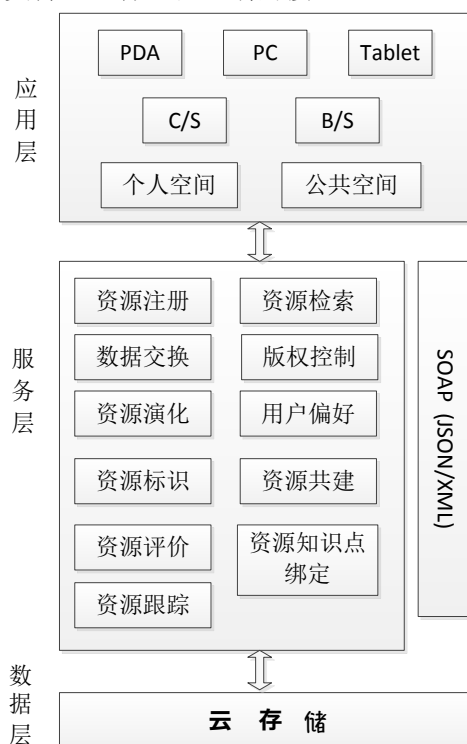 应用层
PDA
PC
Tablet
C/S
B/S
个人空间
公共空间
服务层
资源注册
资源检索
数据交换
版权控制
资源演化
用户偏好
资源标识
资源共建
资源评价
资源知识点
绑定
资源跟踪
SOAP (JSON/XML)
数据层
云存储